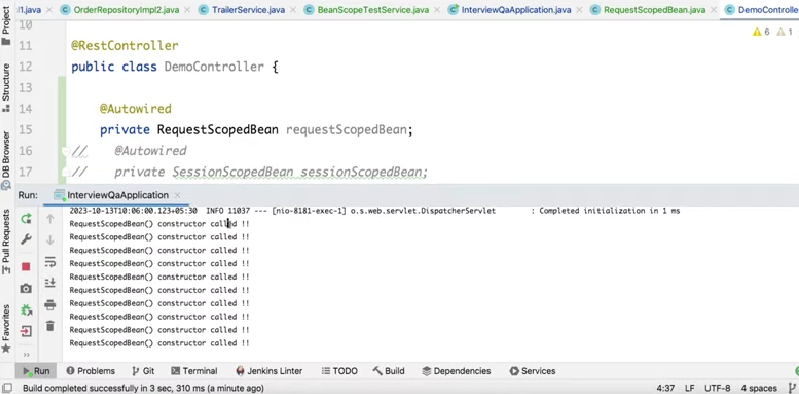 l1.java × OrderRepositoryImpl2.java × TrailerService.java × BeanScopeTestService.java × InterviewQaApplication.java × RequestScopedBean.java × DemoController
Project
Structure
DB Browser
Pull Requests
Favorites
6 1
11 @RestController
12 public class DemoController {
13
14 @Autowired
15 private RequestScopedBean requestScopedBean;
16 // @Autowired
17 // private SessionScopedBean sessionScopedBean;
Run: InterviewQaApplication ×
2023-10-13T10:06:00.123+05:30 INFO 11037 --- [nio-8181-exec-1] o.s.web.servlet.DispatcherServlet : Completed initialization in 1 ms
RequestScopedBean() constructor called !!
RequestScopedBean() constructor called !!
RequestScopedBean() constructor called !!
RequestScopedBean() constructor called !!
RequestScopedBean() constructor called !!
RequestScopedBean() constructor called !!
RequestScopedBean() constructor called !!
RequestScopedBean() constructor called !!
RequestScopedBean() constructor called !!
RequestScopedBean() constructor called !!
Run Problems Git Terminal Jenkins Linter TODO Build Dependencies Services
Build completed successfully in 3 sec, 310 ms (a minute ago) 4:37 LF UTF-8 4 spaces